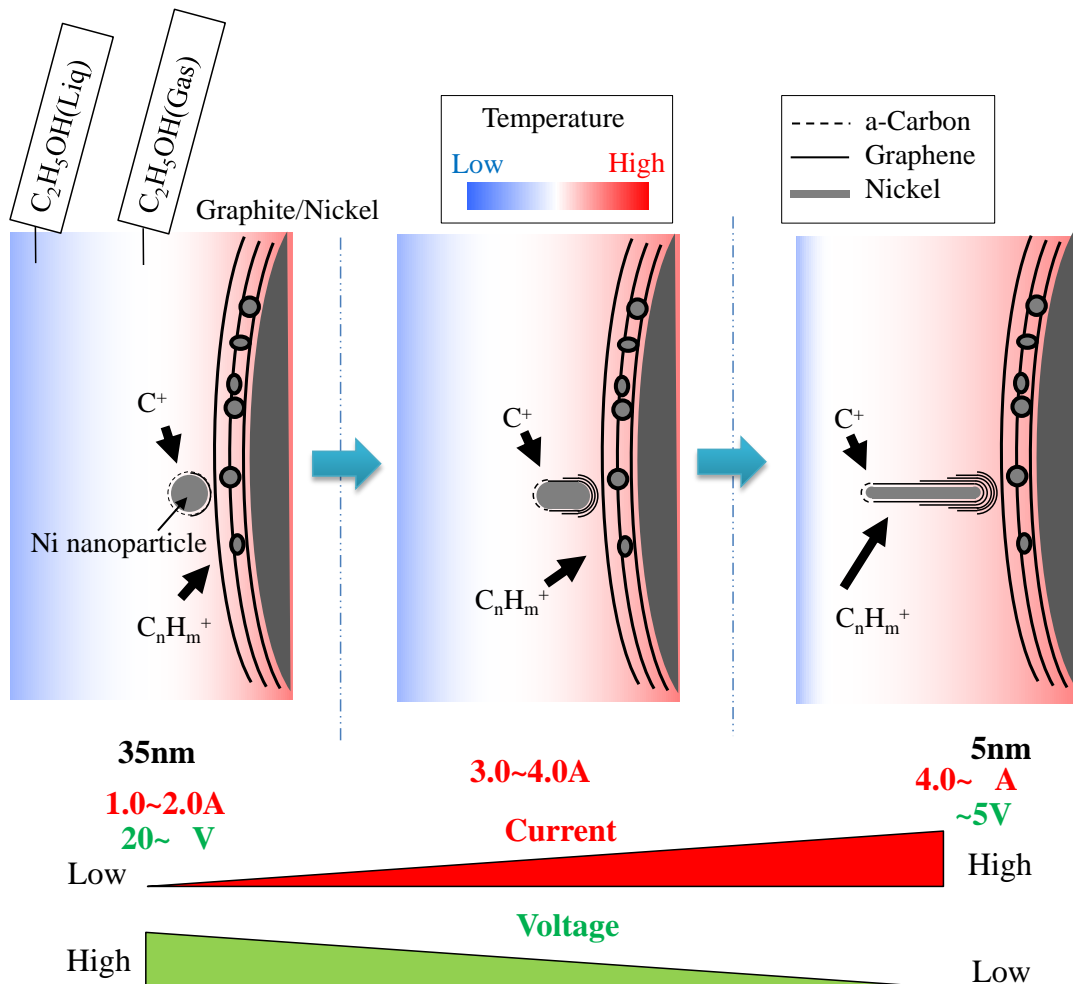 C₂H₅OH(Liq)
C₂H₅OH(Gas)
Graphite/Nickel
Temperature
Low High
a-Carbon
Graphene
Nickel
C⁺
Ni nanoparticle
CₙHₘ⁺
C⁺
CₙHₘ⁺
C⁺
CₙHₘ⁺
35nm
1.0~2.0A
20~ V
3.0~4.0A
5nm
4.0~ A
~5V
Current
Low
High
Voltage
High
Low